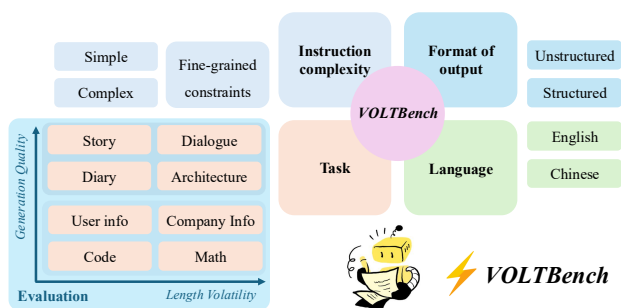 Simple
Complex
Fine-grained
constraints
Instruction
complexity
Format of
output
Unstructured
Structured
VOLTBench
Task
Language
English
Chinese
Generation Quality
Story
Dialogue
Diary
Architecture
User info
Company Info
Code
Math
Evaluation
Length Volatility
VOLTBench